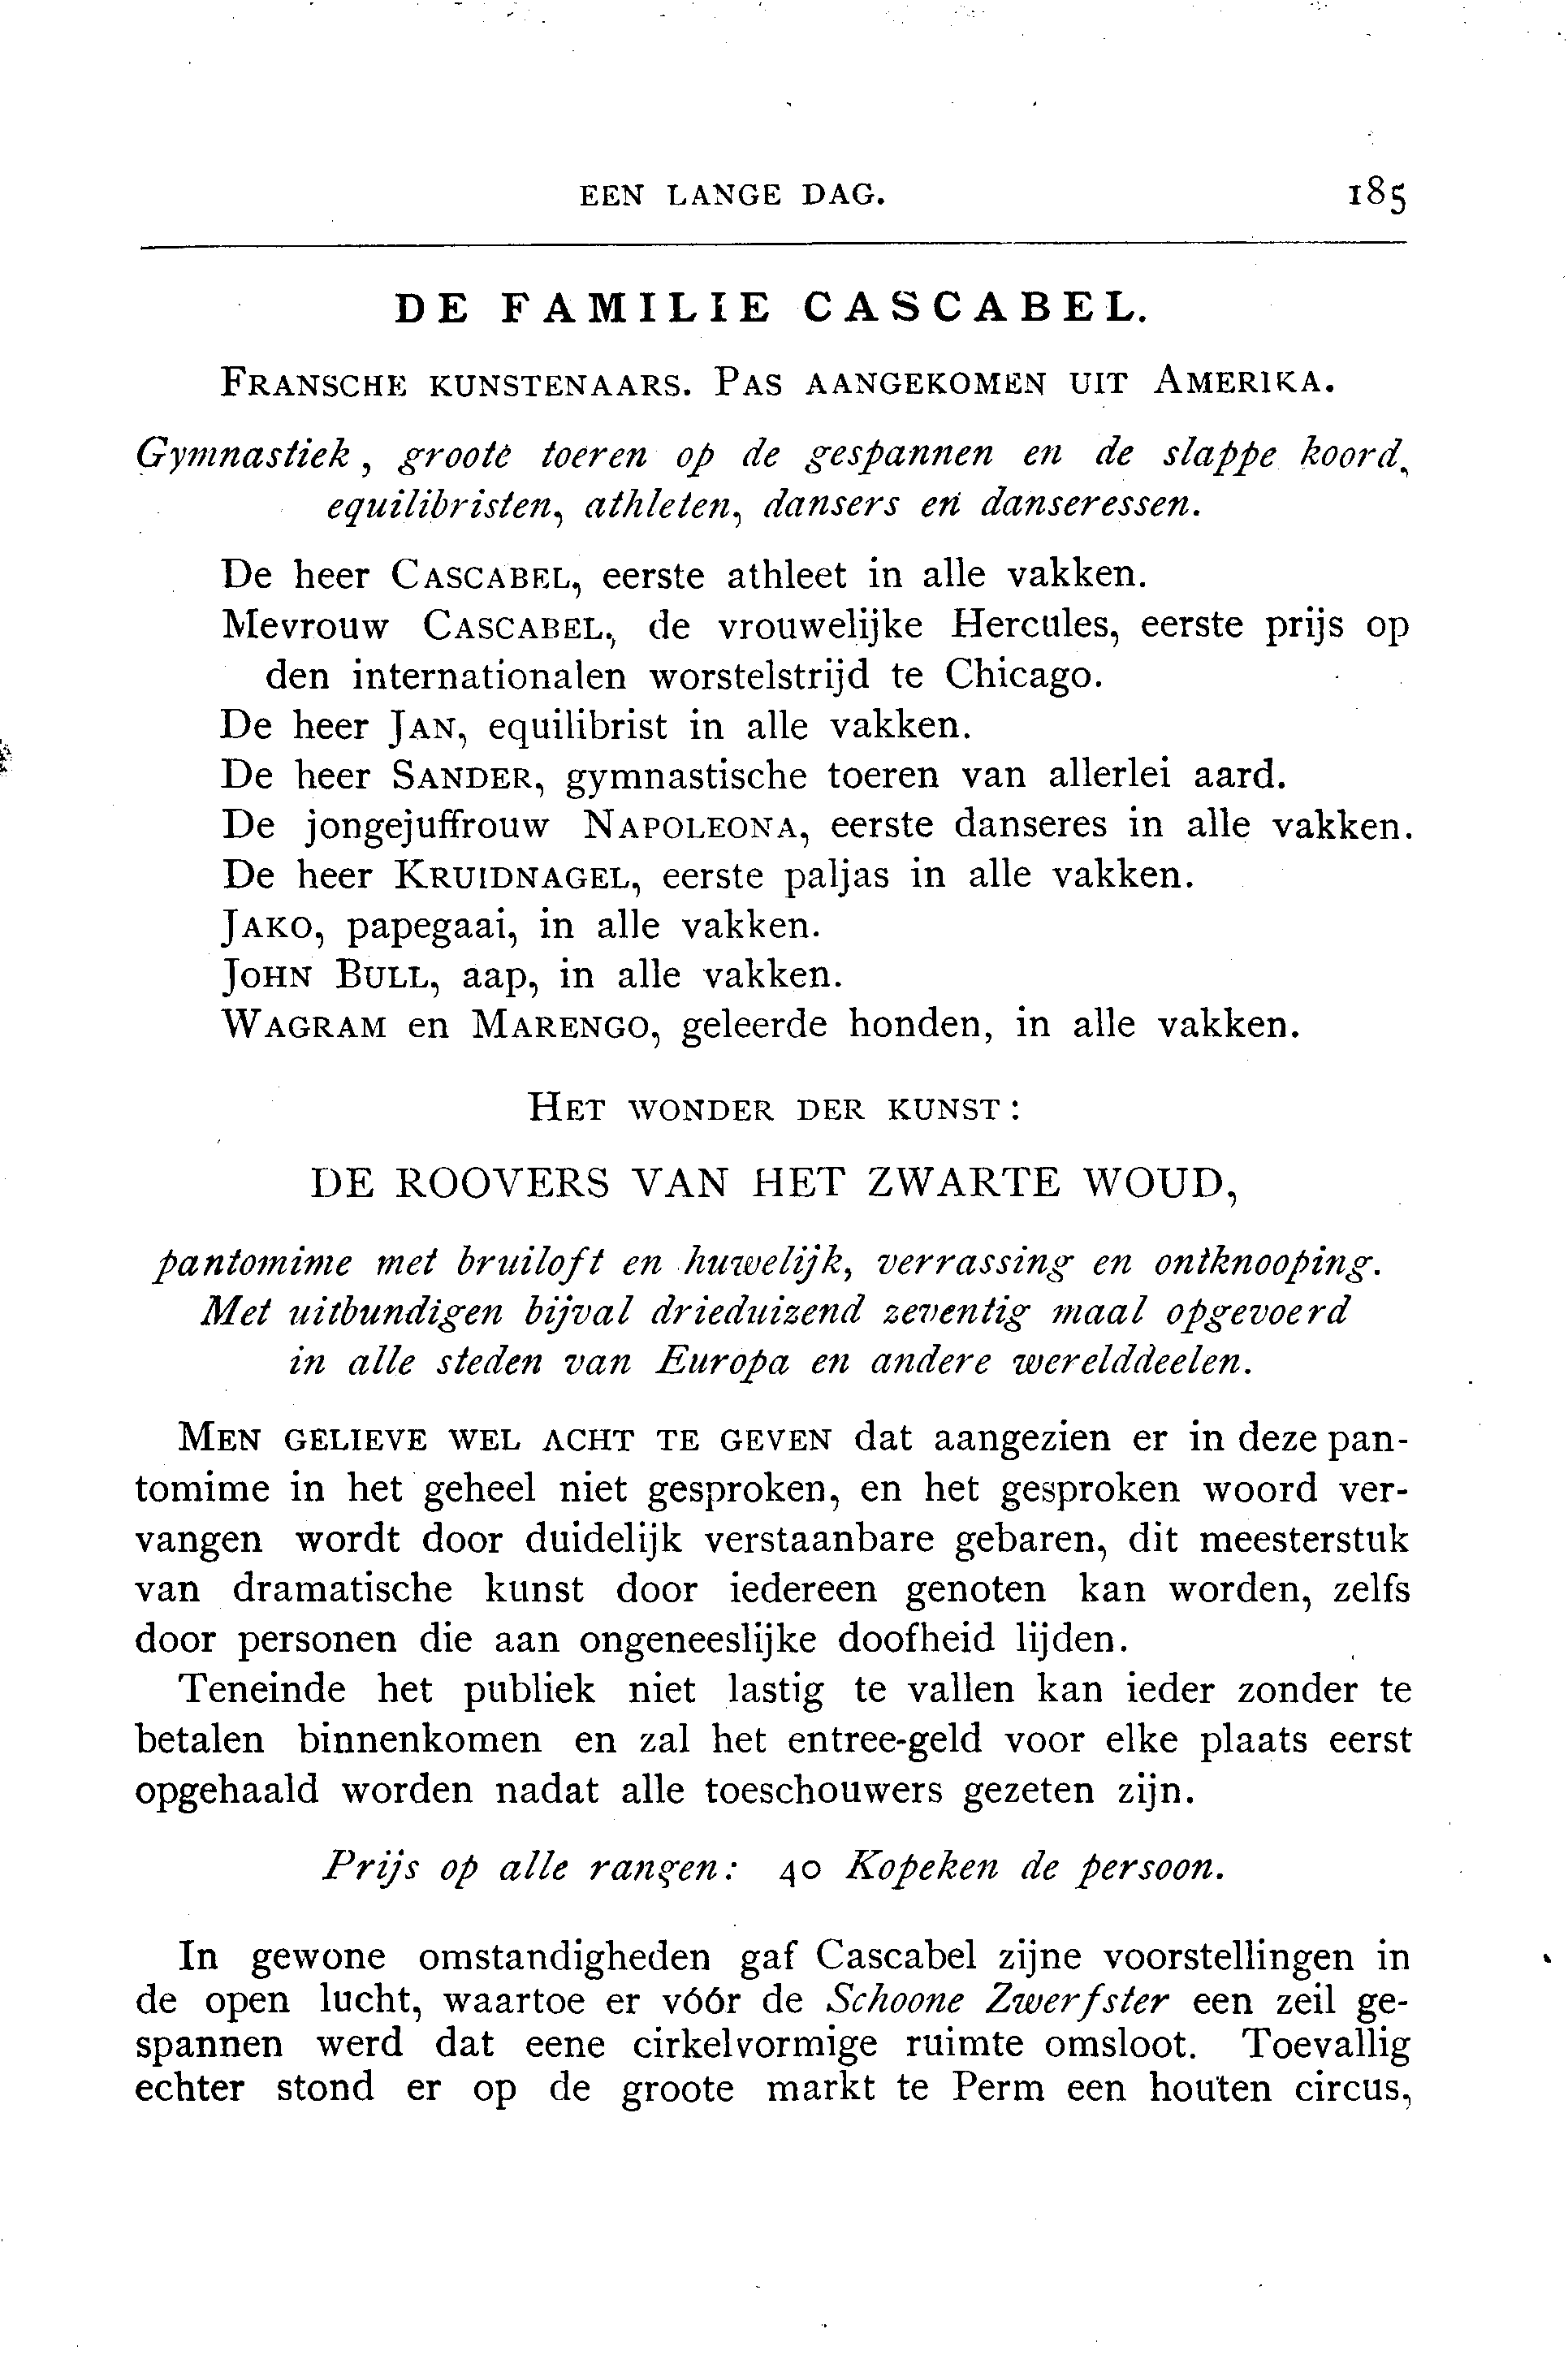 EEN LANGE DAG. 185
DE FAMILIE CASCABEL.
FRANSCHE KUNSTENAARS. PAS AANGEKOMEN UIT AMERIKA.
Gymnastiek, groote toeren op de gespannen en de slappe koord,
equilibristen, athleten, dansers en danseressen.
De heer CASCABEL, eerste athleet in alle vakken.
Mevrouw CASCABEL, de vrouwelijke Hercules, eerste prijs op
den internationalen worstelstrijd te Chicago.
De heer JAN, equilibrist in alle vakken.
De heer SANDER, gymnastische toeren van allerlei aard.
De jongejuffrouw NAPOLEONA, eerste danseres in alle vakken.
De heer KRUIDNAGEL, eerste paljas in alle vakken.
JAKO, papegaai, in alle vakken.
JOHN BULL, aap, in alle vakken.
WAGRAM en MARENGO, geleerde honden, in alle vakken.
HET WONDER DER KUNST:
DE ROOVERS VAN HET ZWARTE WOUD,
pantomime met bruiloft en huwelijk, verrassing en ontknooping.
Met uitbundigen bijval drieduizend zeventig maal opgevoerd
in alle steden van Europa en andere werelddeelen.
MEN GELIEVE WEL ACHT TE GEVEN dat aangezien er in deze pan-
tomime in het geheel niet gesproken, en het gesproken woord ver-
vangen wordt door duidelijk verstaanbare gebaren, dit meesterstuk
van dramatische kunst door iedereen genoten kan worden, zelfs
door personen die aan ongeneeslijke doofheid lijden.
Teneinde het publiek niet lastig te vallen kan ieder zonder te
betalen binnenkomen en zal het entree-geld voor elke plaats eerst
opgehaald worden nadat alle toeschouwers gezeten zijn.
Prijs op alle rangen: 40 Kopeken de persoon.
In gewone omstandigheden gaf Cascabel zijne voorstellingen in
de open lucht, waartoe er vóór de Schoone Zwerfster een zeil ge-
spannen werd dat eene cirkelvormige ruimte omsloot. Toevallig
echter stond er op de groote markt te Perm een houten circus,